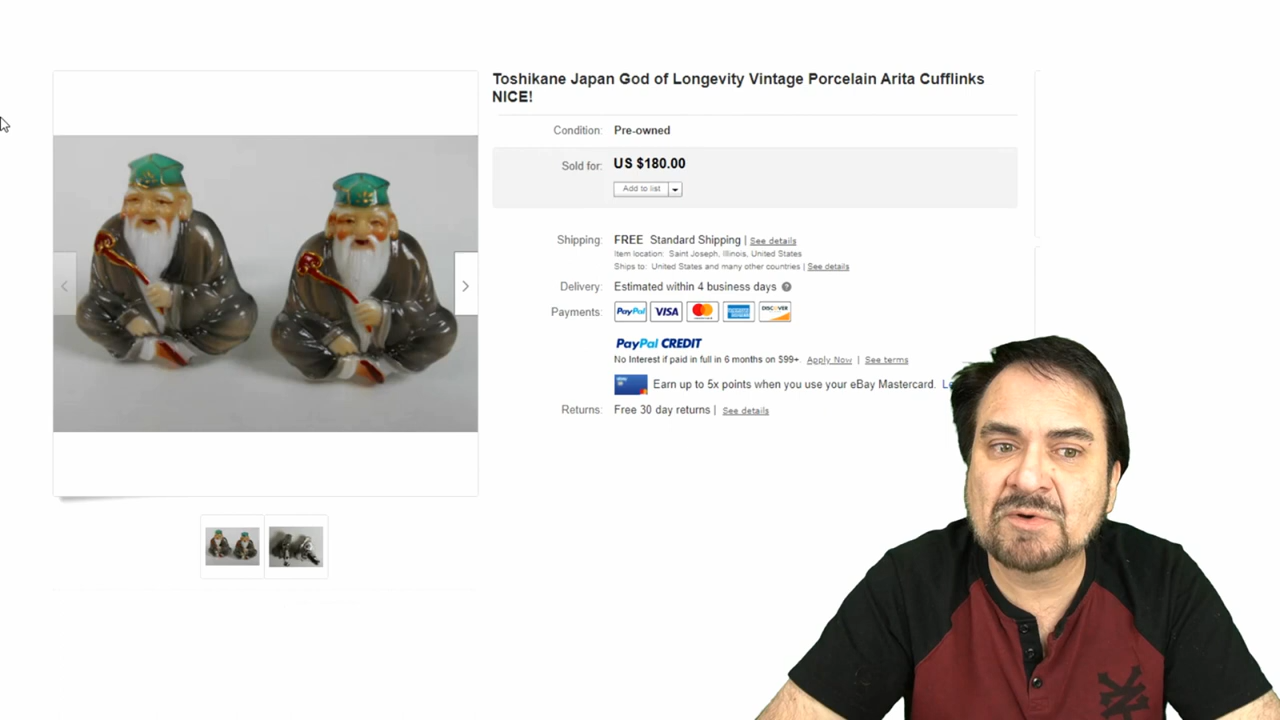 Toshikane Japan God of Longevity Vintage Porcelain Arita Cufflinks
NICE!
Condition: Pre-owned
Sold for: US $180.00
Add to list
Shipping: FREE Standard Shipping | See details
Item location: Saint Joseph, Illinois, United States
Ships to: United States and many other countries | See details
Delivery: Estimated within 4 business days
Payments: PayPal VISA DISCOVER
PayPal CREDIT
No Interest if paid in full in 6 months on $99+. Apply Now | See terms
Earn up to 5x points when you use your eBay Mastercard.
Returns: Free 30 day returns | See details